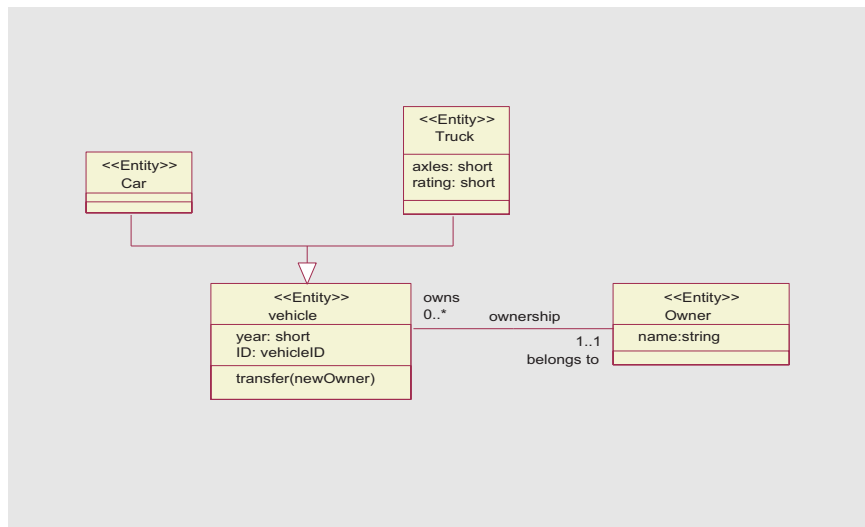 <<Entity>>
Truck
axles: short
rating: short
<<Entity>>
Car
<<Entity>>
vehicle
year: short
ID: vehicleID
transfer(newOwner)
owns
0..*
ownership
1..1
belongs to
<<Entity>>
Owner
name:string